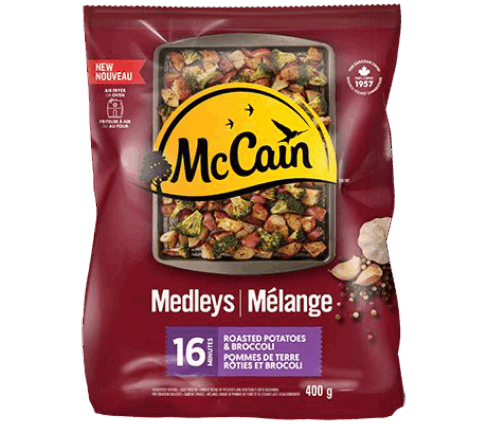 NEW
NOUVEAU
AIR FRYER
OR OVEN
FRITEUSE À AIR
OU AU FOUR
1957
McCain
Medleys | Mélange
16
MINUTES
ROASTED POTATOES
& BROCCOLI
POMMES DE TERRE
RÔTIES ET BROCOLI
400 g